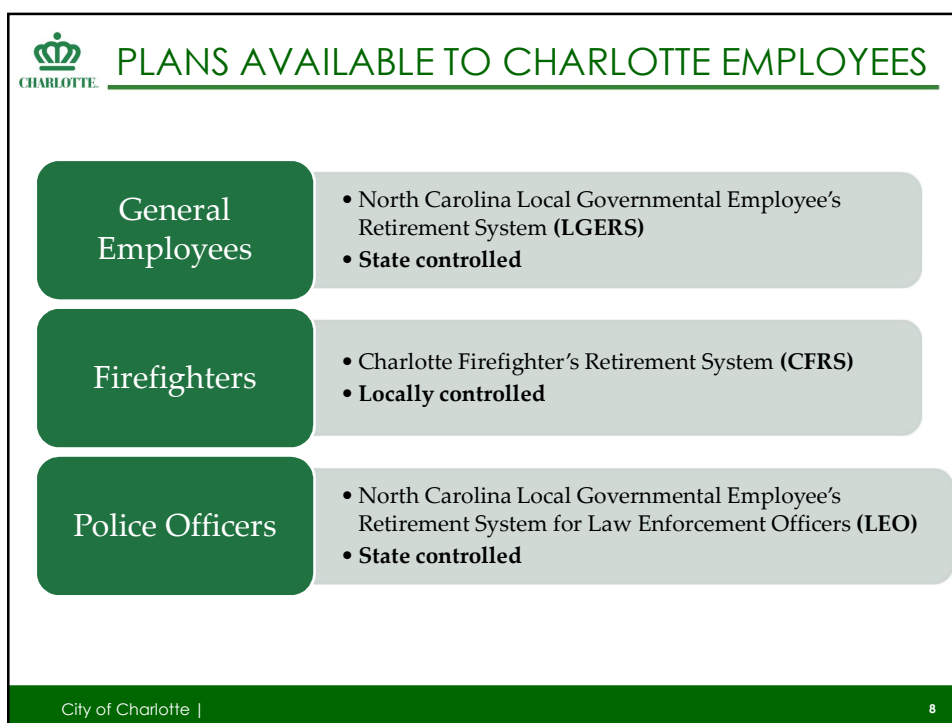 CHARLOTTE.
PLANS AVAILABLE TO CHARLOTTE EMPLOYEES
General
Employees
• North Carolina Local Governmental Employee’s
Retirement System (LGERS)
• State controlled
Firefighters
• Charlotte Firefighter’s Retirement System (CFRS)
• Locally controlled
Police Officers
• North Carolina Local Governmental Employee’s
Retirement System for Law Enforcement Officers (LEO)
• State controlled
City of Charlotte |
8